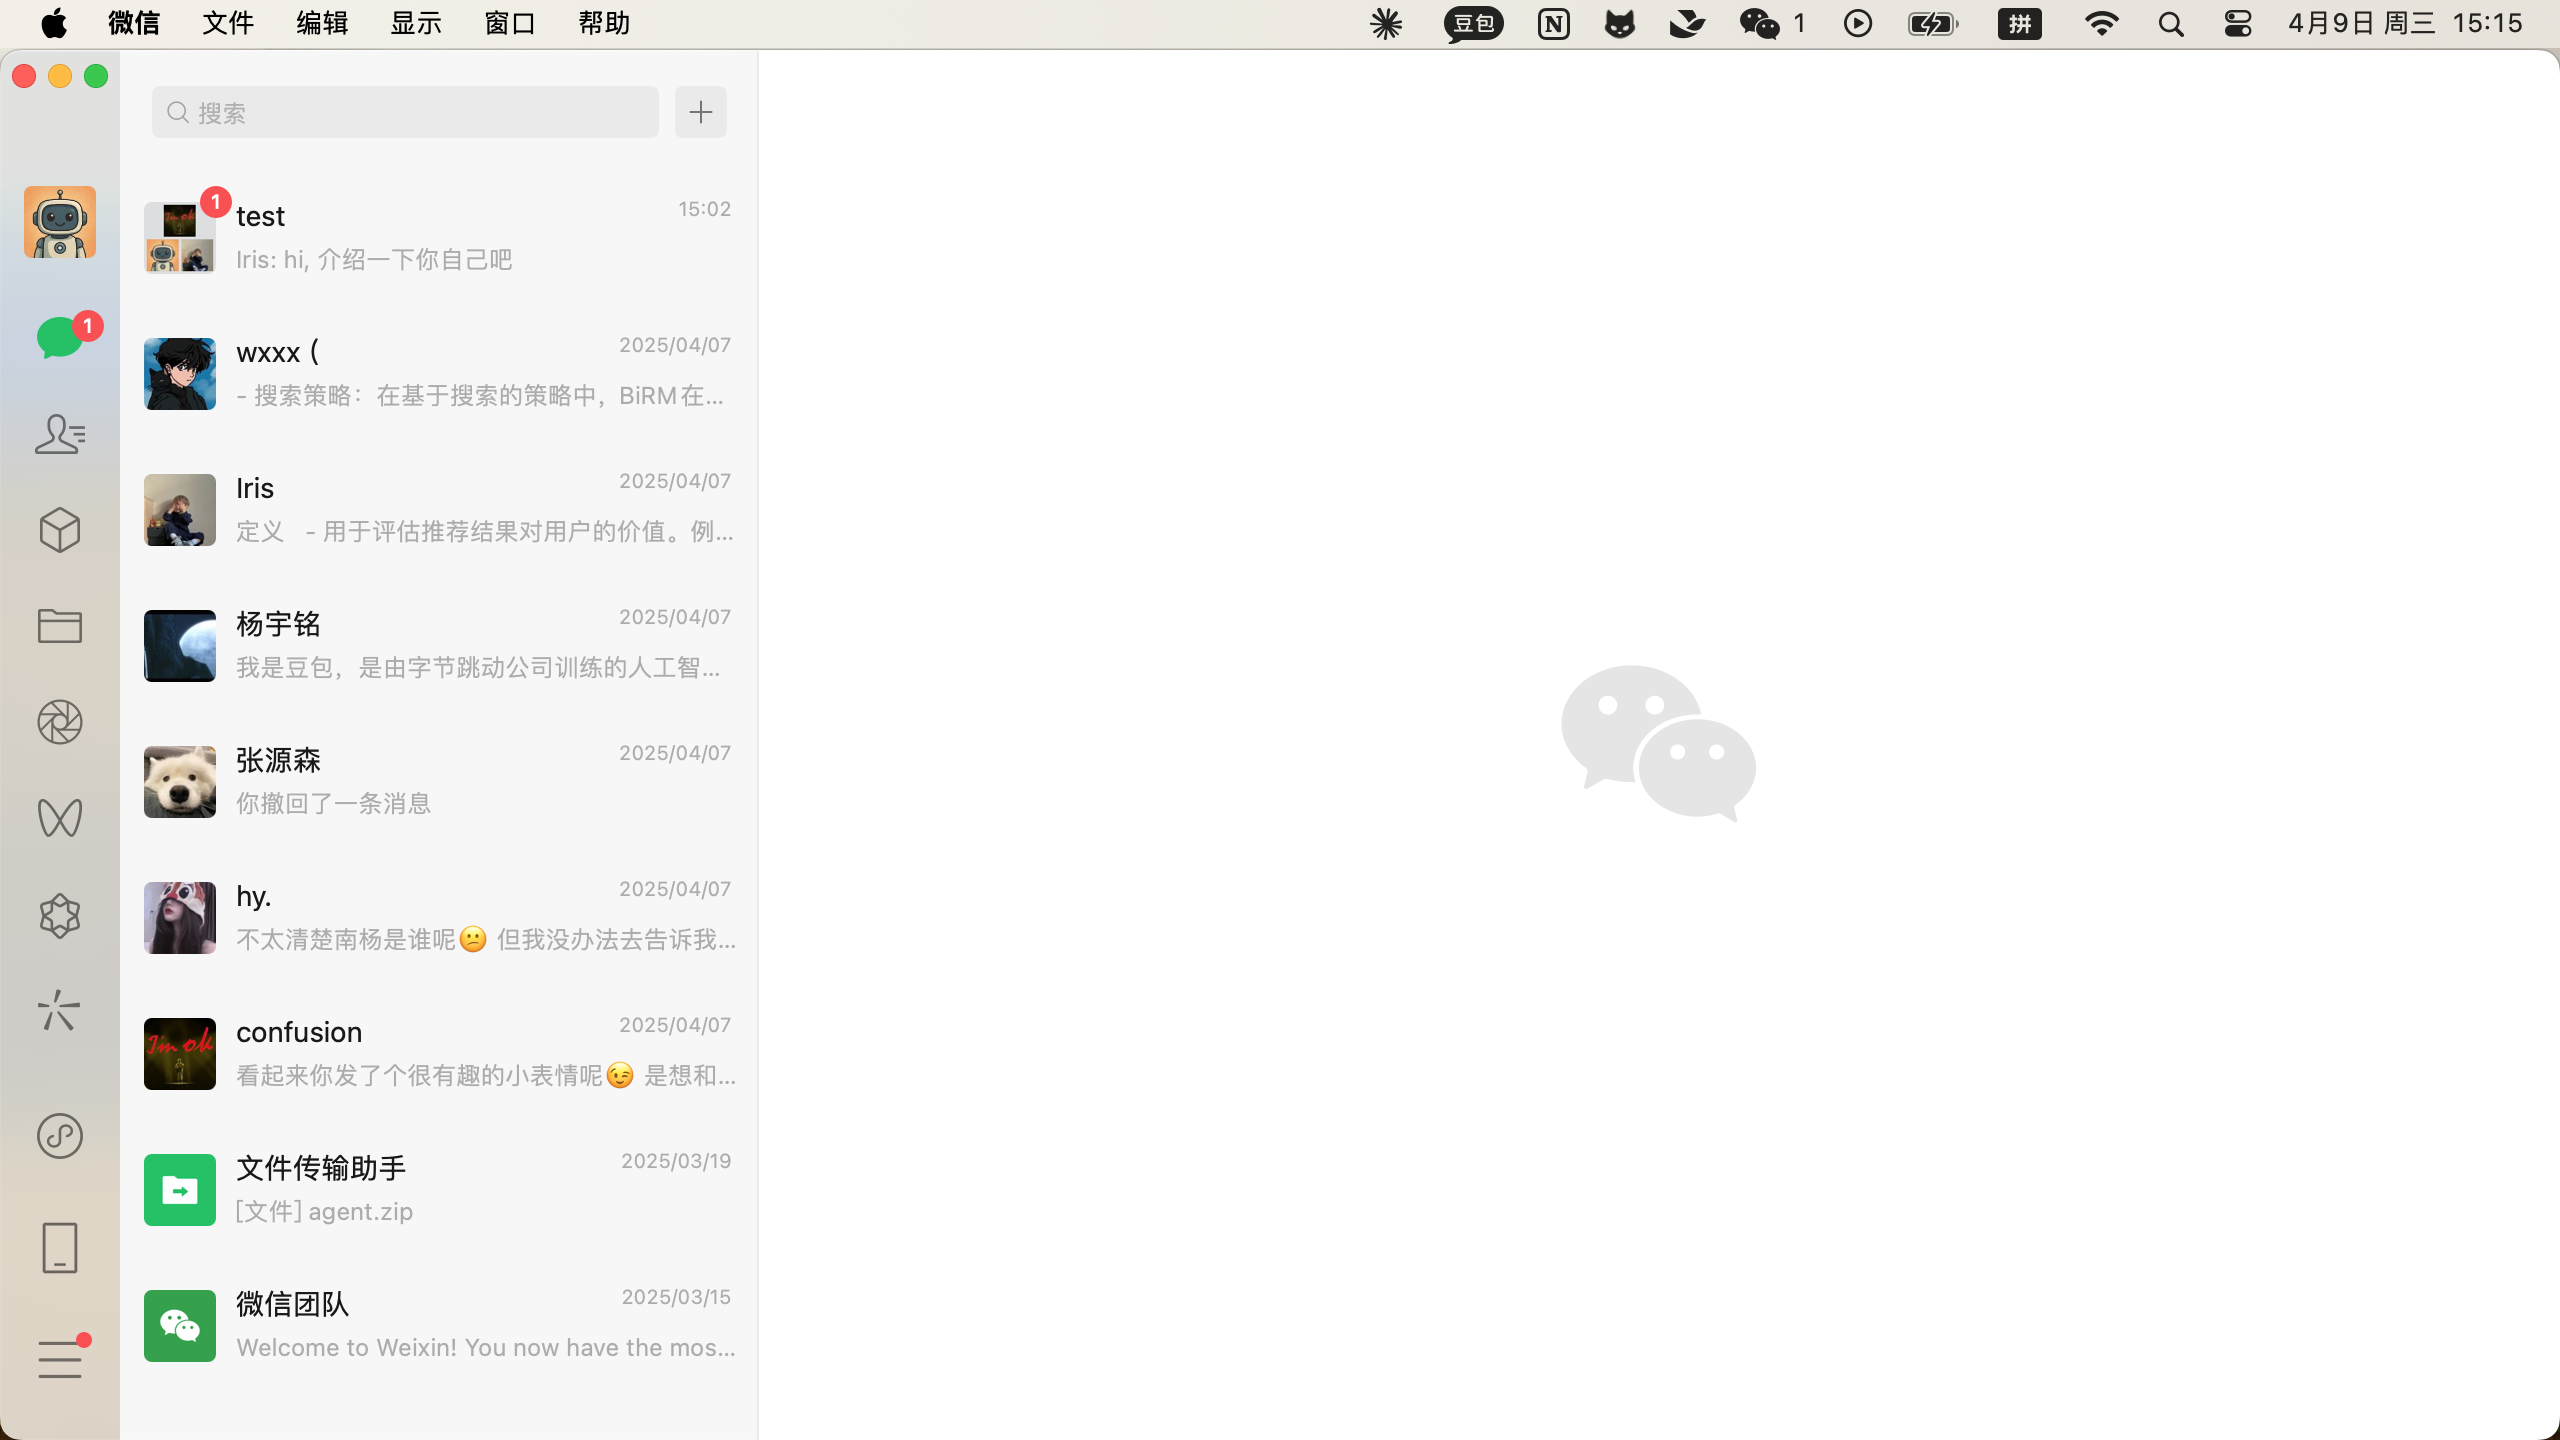 微信 文件 编辑 显示 窗口 帮助 豆包 N 1 拼 4月9日 周三 15:15
搜索
1
test 15:02
Iris: hi, 介绍一下你自己吧
1
wxxx ( 2025/04/07
- 搜索策略：在基于搜索的策略中，BiRM在...
Iris 2025/04/07
定义 - 用于评估推荐结果对用户的价值。例...
杨宇铭 2025/04/07
我是豆包，是由字节跳动公司训练的人工智...
张源森 2025/04/07
你撤回了一条消息
hy. 2025/04/07
不太清楚南杨是谁呢😕 但我没办法去告诉我...
confusion 2025/04/07
I'm ok
看起来你发了个很有趣的小表情呢😉 是想和...
文件传输助手 2025/03/19
[文件] agent.zip
微信团队 2025/03/15
Welcome to Weixin! You now have the mos...